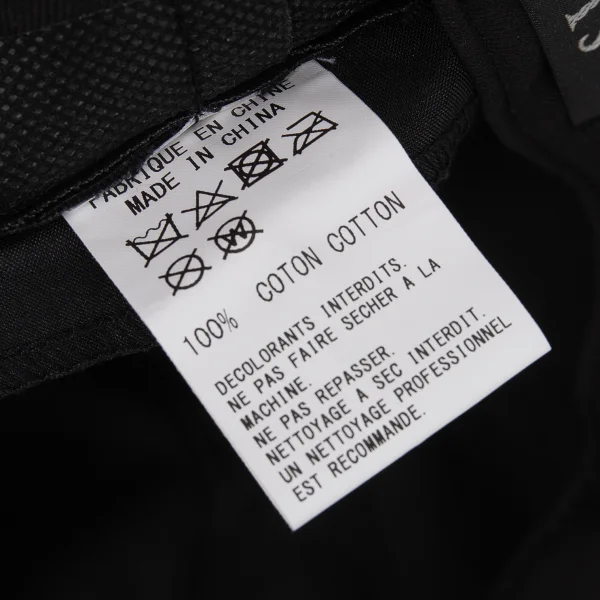 FABRIQUE EN CHINE
MADE IN CHINA
W
100% COTON COTTON
DECOLORANTS INTERDITS.
NE PAS FAIRE SECHER À LA
MACHINE.
NE PAS REPASSER.
NETTOYAGE A SEC INTERDIT.
UN NETTOYAGE PROFESSIONNEL
EST RECOMMANDE.